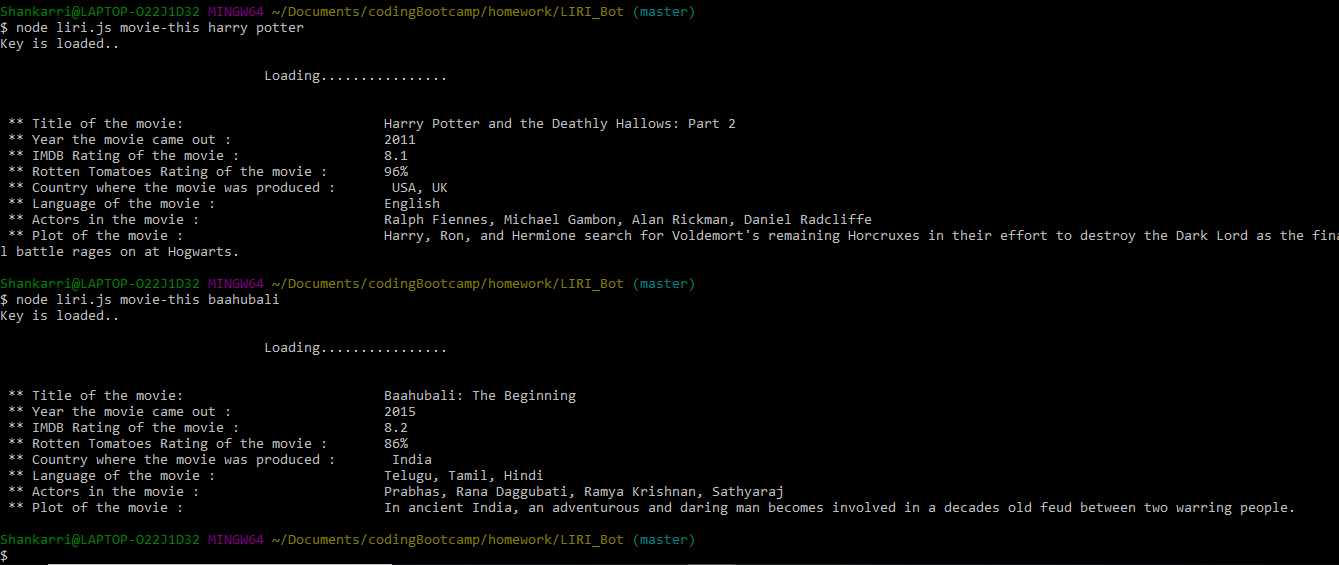 Shankarri@LAPTOP-O22J1D32 MINGW64 ~/Documents/codingBootcamp/homework/LIRI_Bot (master)
$ node liri.js movie-this harry potter
Key is loaded..
Loading................
** Title of the movie: Harry Potter and the Deathly Hallows: Part 2
** Year the movie came out : 2011
** IMDB Rating of the movie : 8.1
** Rotten Tomatoes Rating of the movie : 96%
** Country where the movie was produced : USA, UK
** Language of the movie : English
** Actors in the movie : Ralph Fiennes, Michael Gambon, Alan Rickman, Daniel Radcliffe
** Plot of the movie : Harry, Ron, and Hermione search for Voldemort's remaining Horcruxes in their effort to destroy the Dark Lord as the fina
l battle rages on at Hogwarts.
Shankarri@LAPTOP-O22J1D32 MINGW64 ~/Documents/codingBootcamp/homework/LIRI_Bot (master)
$ node liri.js movie-this baahubali
Key is loaded..
Loading................
** Title of the movie: Baahubali: The Beginning
** Year the movie came out : 2015
** IMDB Rating of the movie : 8.2
** Rotten Tomatoes Rating of the movie : 86%
** Country where the movie was produced : India
** Language of the movie : Telugu, Tamil, Hindi
** Actors in the movie : Prabhas, Rana Daggubati, Ramya Krishnan, Sathyaraj
** Plot of the movie : In ancient India, an adventurous and daring man becomes involved in a decades old feud between two warring people.
Shankarri@LAPTOP-O22J1D32 MINGW64 ~/Documents/codingBootcamp/homework/LIRI_Bot (master)
$